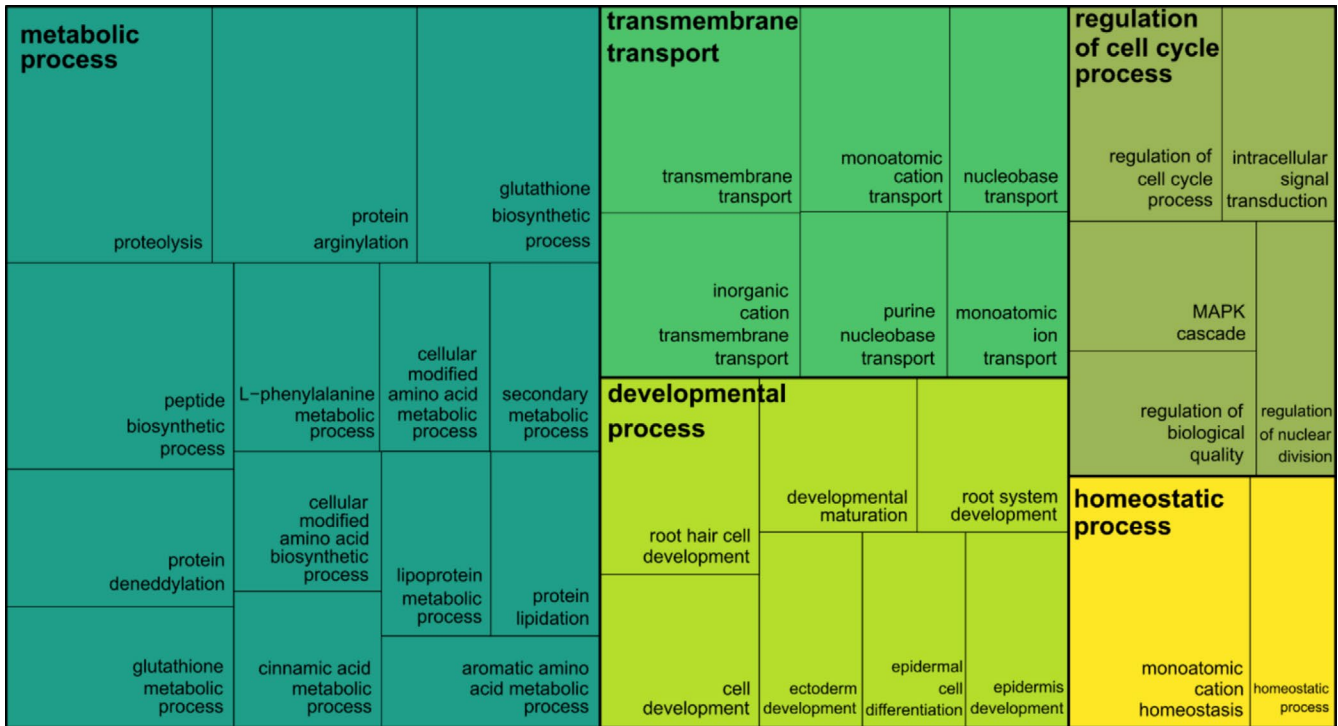 metabolic
process
proteolysis
protein
arginylation
glutathione
biosynthetic
process
peptide
biosynthetic
process
L−phenylalanine
metabolic
process
cellular
modified
amino acid
metabolic
process
secondary
metabolic
process
protein
deneddylation
cellular
modified
amino acid
biosynthetic
process
lipoprotein
metabolic
process
protein
lipidation
glutathione
metabolic
process
cinnamic acid
metabolic
process
aromatic amino
acid metabolic
process
transmembrane
transport
transmembrane
transport
monoatomic
cation
transport
nucleobase
transport
inorganic
cation
transmembrane
transport
purine
nucleobase
transport
monoatomic
ion
transport
developmental
process
root hair cell
development
developmental
maturation
root system
development
cell
development
ectoderm
development
epidermal
cell
differentiation
epidermis
development
regulation
of cell cycle
process
regulation of
cell cycle
process
intracellular
signal
transduction
MAPK
cascade
regulation of
biological
quality
regulation
of nuclear
division
homeostatic
process
monoatomic
cation
homeostasis
homeostatic
process